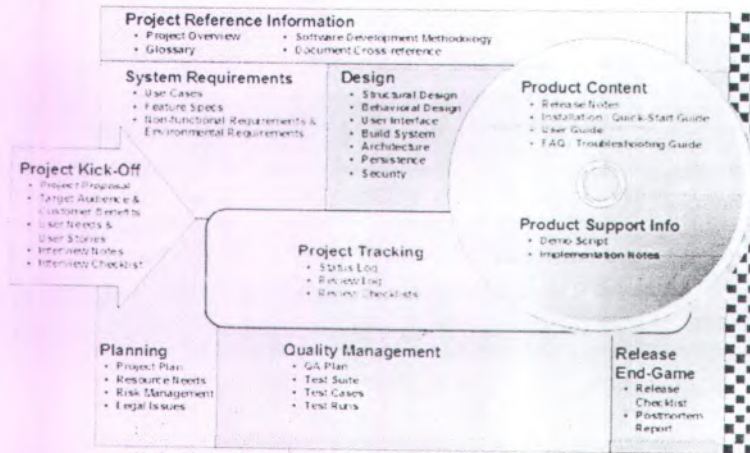 Project Reference Information
• Project Overview
• Software Development Methodology
• Glossary
• Document Cross-reference
System Requirements
• Use Cases
• Feature Specs
• Non-functional Requirements &
Environmental Requirements
Design
• Structural Design
• Behavioral Design
• User Interface
• Build System
• Architecture
• Persistence
• Security
Product Content
• Release Notes
• Installation / Quick-Start Guide
• User Guide
• FAQ / Troubleshooting Guide
Project Kick-Off
• Project Proposal
• Target Audience &
Customer Benefits
• User Needs &
User Stories
• Interview Notes
• Interview Checklist
Product Support Info
• Demo Script
• Implementation Notes
Project Tracking
• Status Log
• Review Log
• Review Checklists
Planning
• Project Plan
• Resource Needs
• Risk Management
• Legal Issues
Quality Management
• QA Plan
• Test Suite
• Test Cases
• Test Runs
Release
End-Game
• Release
Checklist
• Postmortem
Report